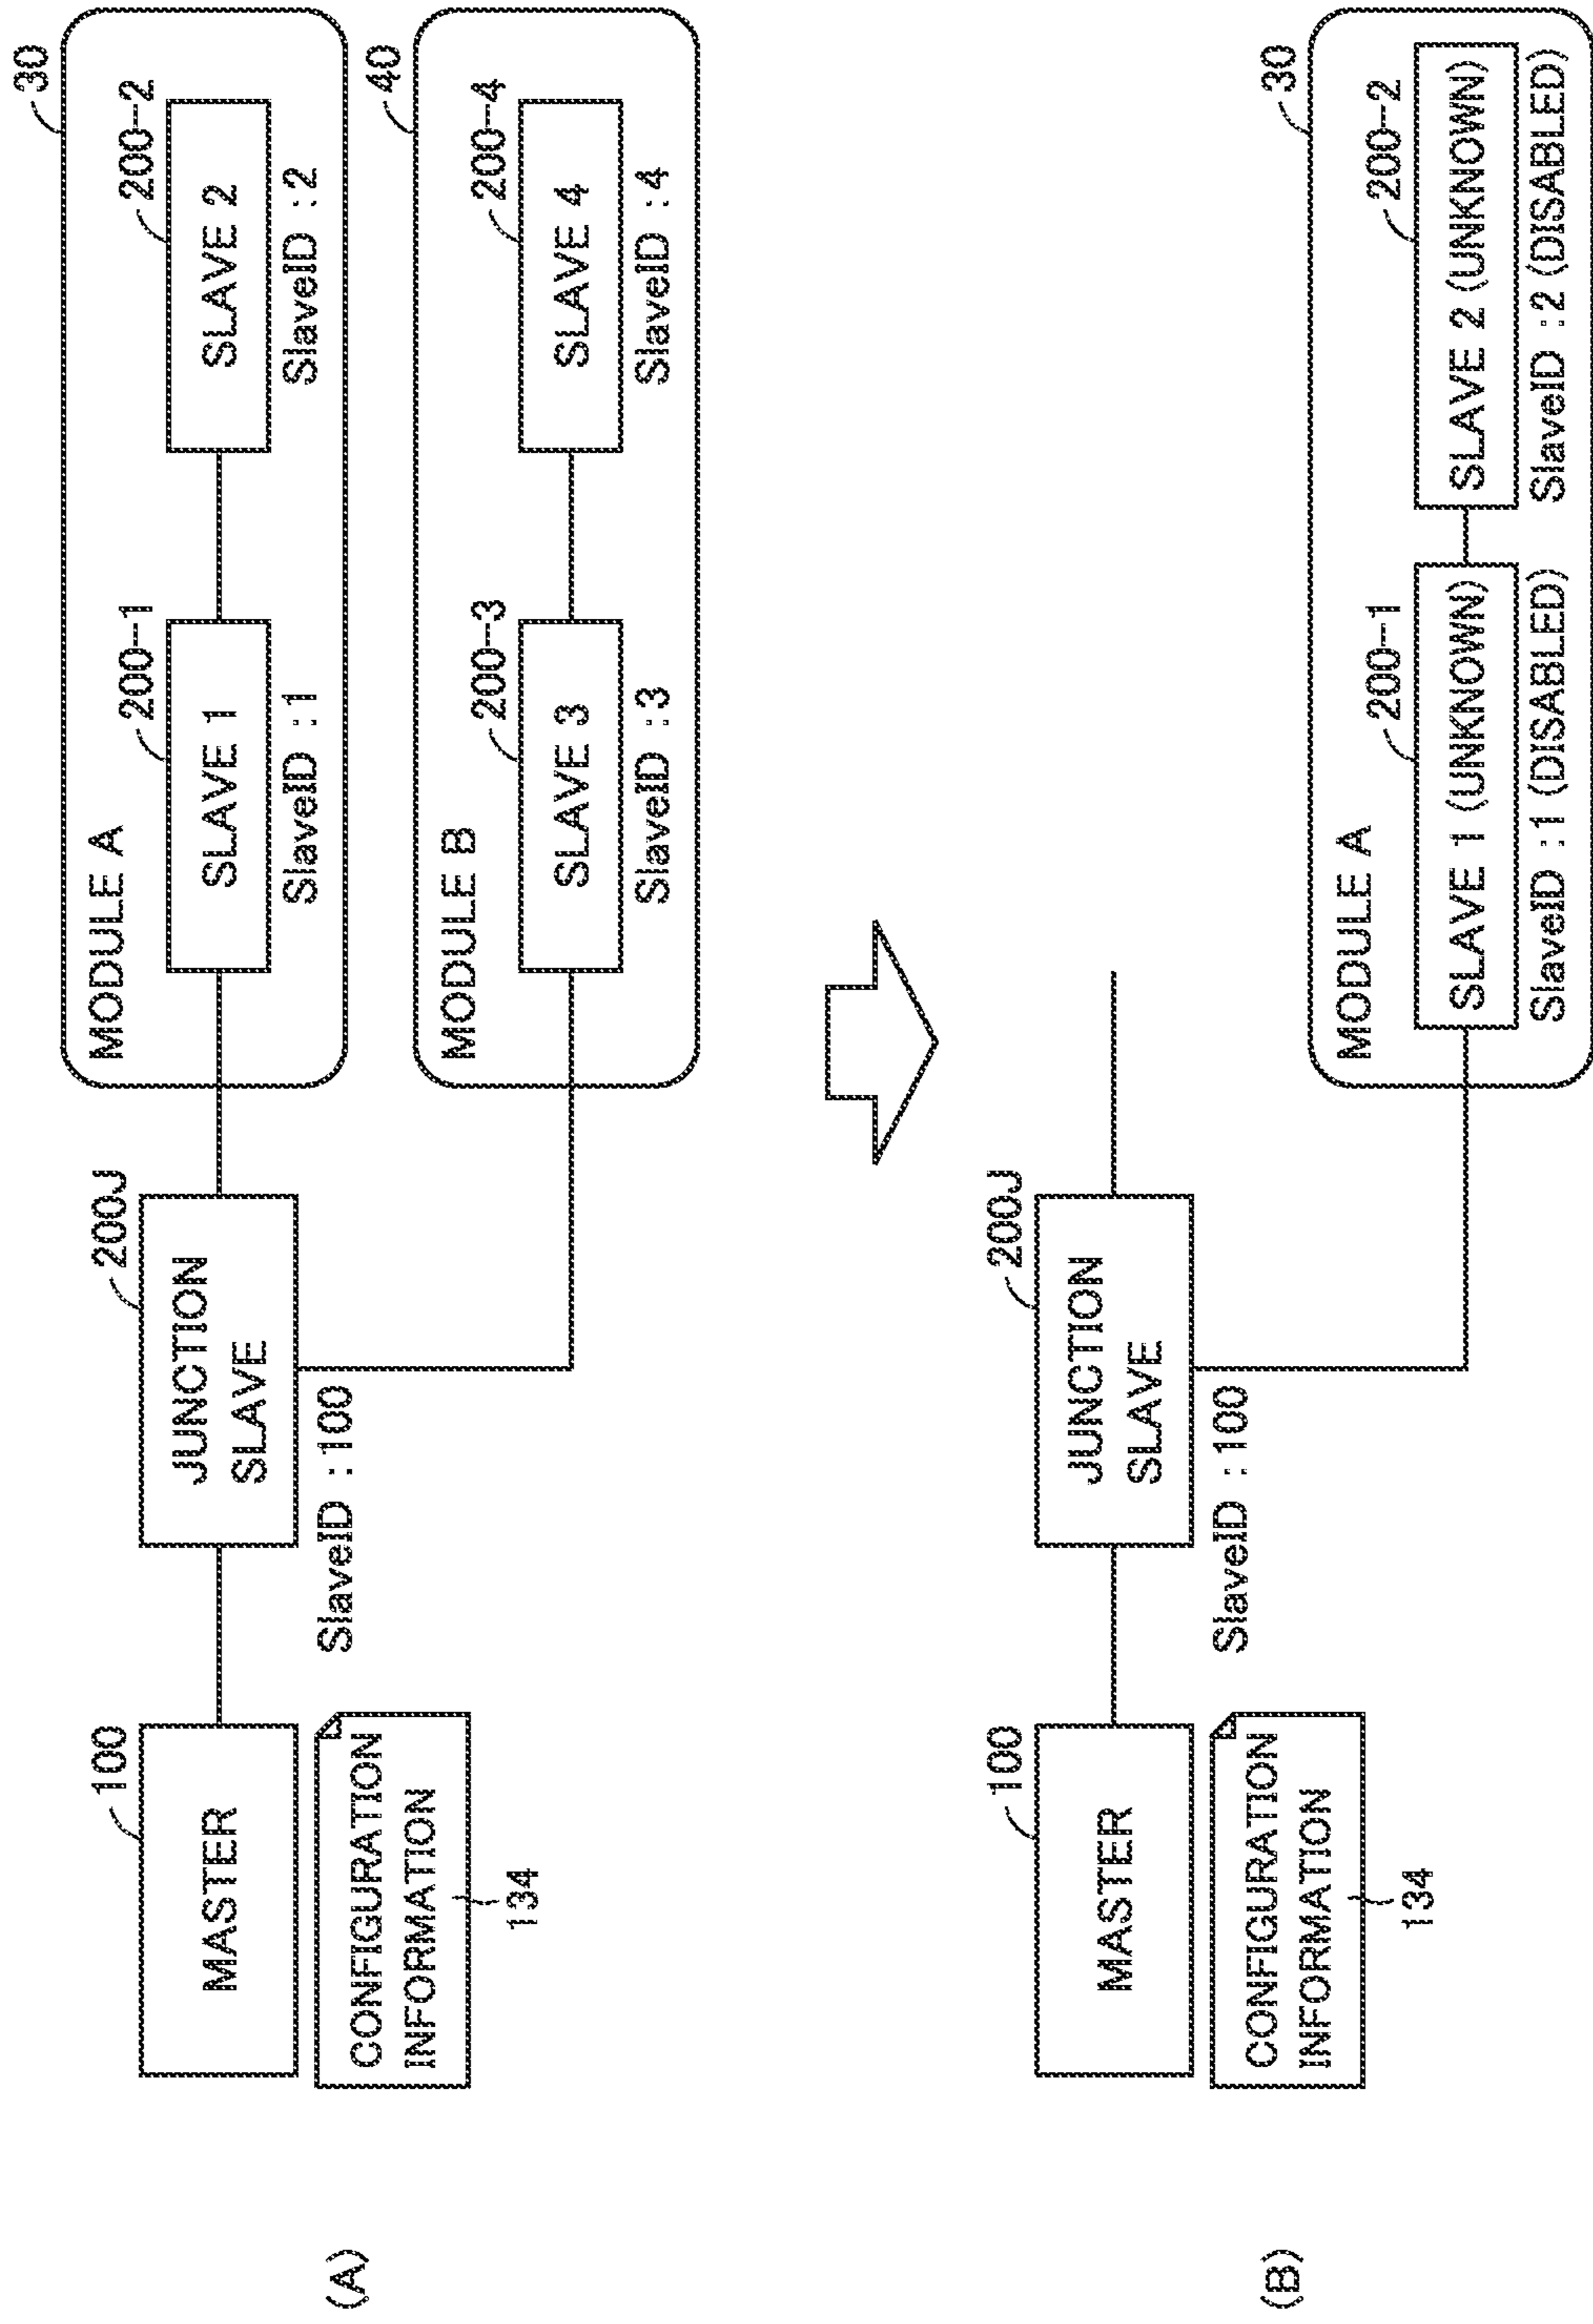 (A)
100
MASTER
CONFIGURATION
INFORMATION
134
200J
JUNCTION
SLAVE
SlaveID :100
30
MODULE A
200-1
SLAVE 1
SlaveID :1
200-2
SLAVE 2
SlaveID :2
40
MODULE B
200-3
SLAVE 3
SlaveID :3
200-4
SLAVE 4
SlaveID :4
(B)
100
MASTER
CONFIGURATION
INFORMATION
134
200J
JUNCTION
SLAVE
SlaveID :100
30
MODULE A
200-1
SLAVE 1 (UNKNOWN)
SlaveID :1 (DISABLED)
200-2
SLAVE 2 (UNKNOWN)
SlaveID :2 (DISABLED)